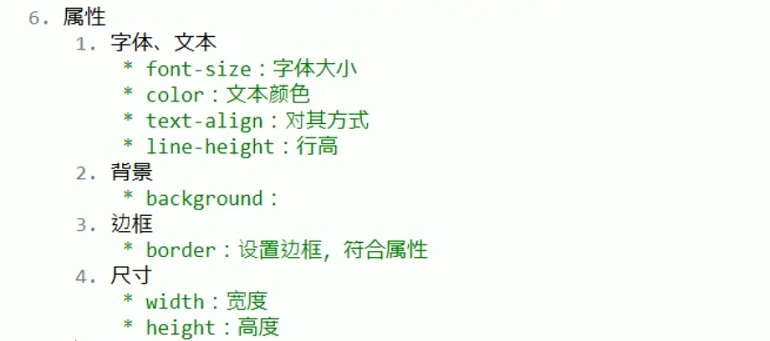 6. 属性
1. 字体、文本
* font-size：字体大小
* color：文本颜色
* text-align：对其方式
* line-height：行高
2. 背景
* background：
3. 边框
* border：设置边框，符合属性
4. 尺寸
* width：宽度
* height：高度